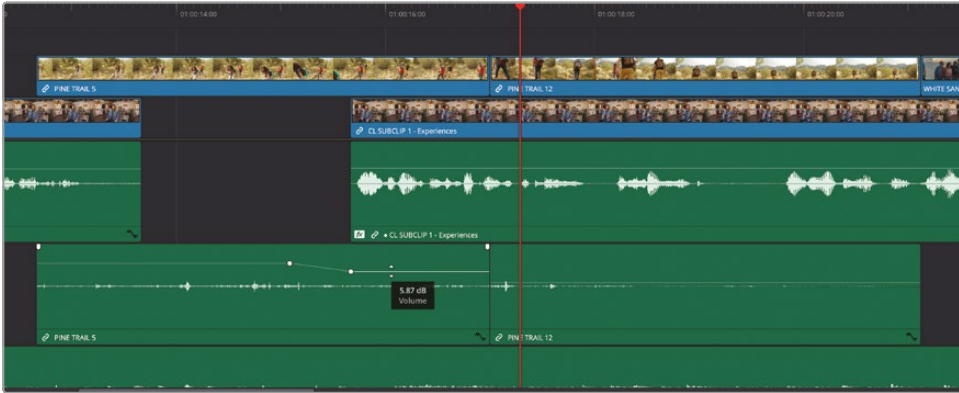 01:00:14:00 01:00:16:00 01:00:18:00 01:00:20:00
PINE TRAIL 5 PINE TRAIL 12 WHITE SAN
CL SUBCLIP 1 - Experiences
fx • CL SUBCLIP 1 - Experiences
5.87 dB
Volume
PINE TRAIL 5 PINE TRAIL 12